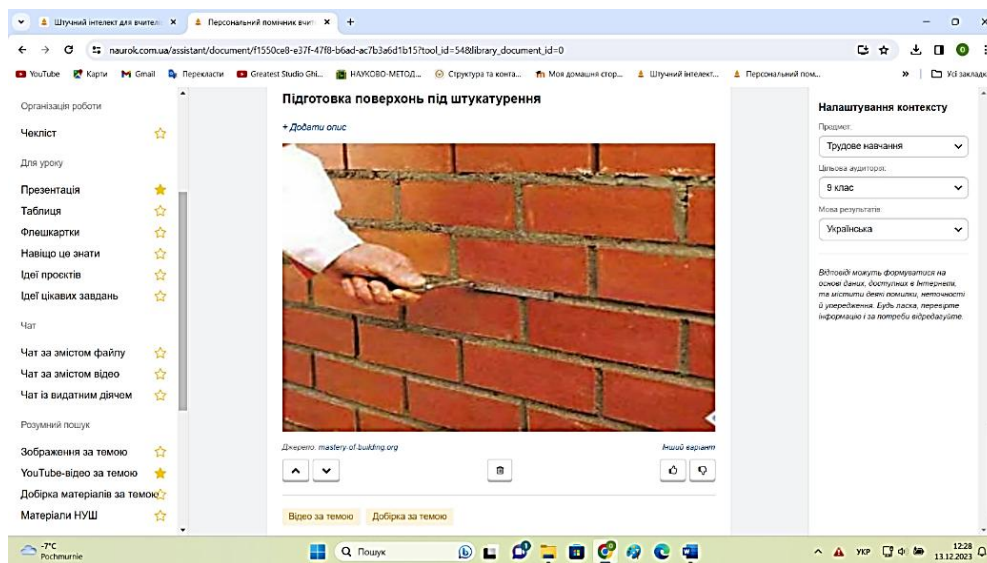 Штучний інтелект для вчител
Персональний помічник вчит
naurok.com.ua/assistant/document/f1550ce8-e37f-47f8-b6ad-ac7b3a6d1b15?tool_id=54&library_document_id=0
YouTube Карти Gmail Перекласти Greatest Studio Ghi... НАУКОВО-МЕТОД... Структура та конта... Моя домашня стор... Штучний інтелект... Персональний пом... » Усі закладк
Організація роботи
Чекліст
Для уроку
Презентація
Таблиця
Флешкартки
Навіщо це знати
Ідеї проєктів
Ідеї цікавих завдань
Чат
Чат за змістом файлу
Чат за змістом відео
Чат із видатним діячем
Розумний пошук
Зображення за темою
YouTube-відео за темою
Добірка матеріалів за темою
Матеріали НУШ
Підготовка поверхонь під штукатурення
+ Додати опис
Джерело: mastery-of-building.org
Інший варіант
Відео за темою Добірка за темою
Налаштування контексту
Предмет:
Трудове навчання
Цільова аудиторія:
9 клас
Мова результатів:
Українська
Відповіді можуть формуватися на
основі даних, доступних в Інтернеті,
та містити деякі помилки, неточності
й упередження. Будь ласка, перевірте
інформацію і за потреби відредагуйте.
-7°C
Pochmurnie
Пошук
УКР
12:28
13.12.2023